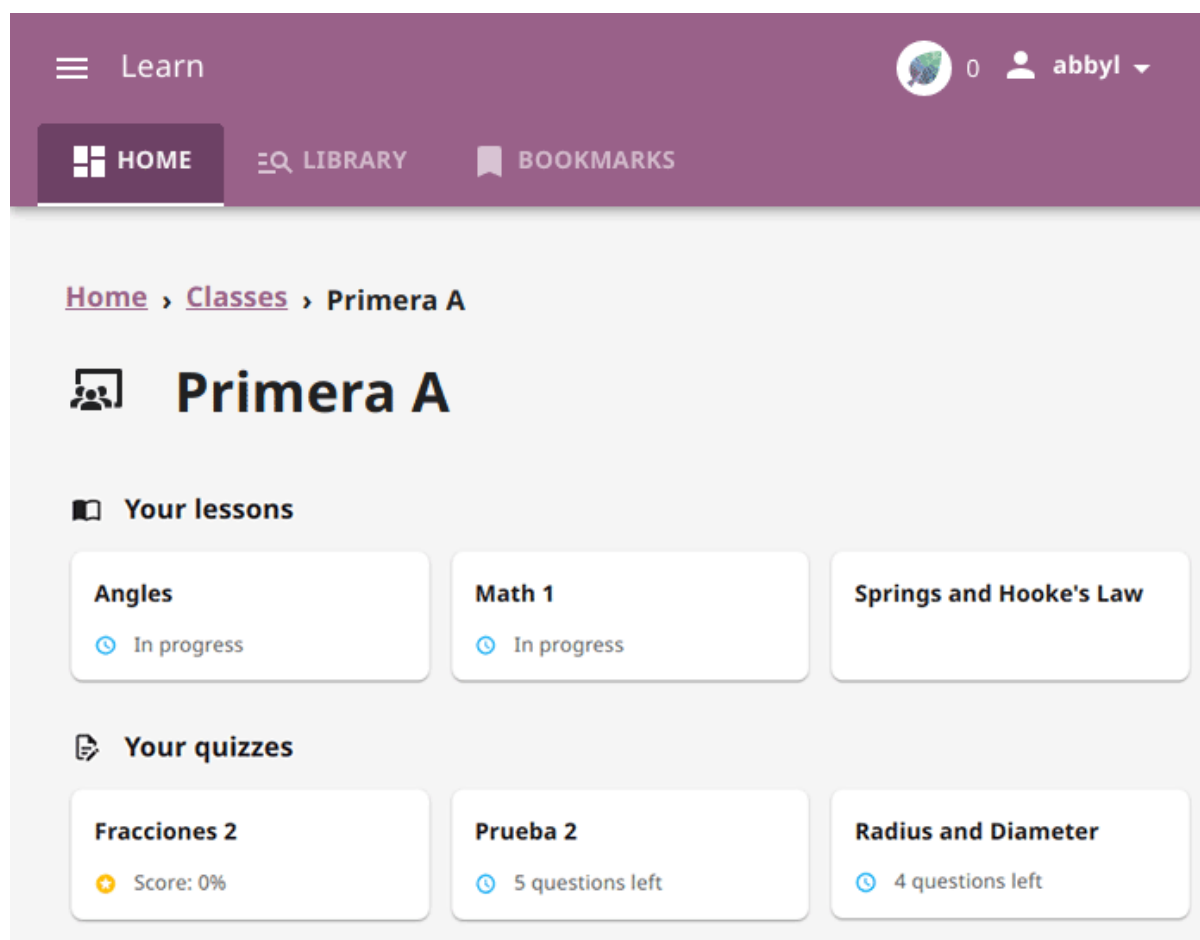 Learn 0 abbyl
HOME LIBRARY BOOKMARKS
Home › Classes › Primera A
Primera A
Your lessons
Angles
In progress
Math 1
In progress
Springs and Hooke's Law
Your quizzes
Fracciones 2
Score: 0%
Prueba 2
5 questions left
Radius and Diameter
4 questions left